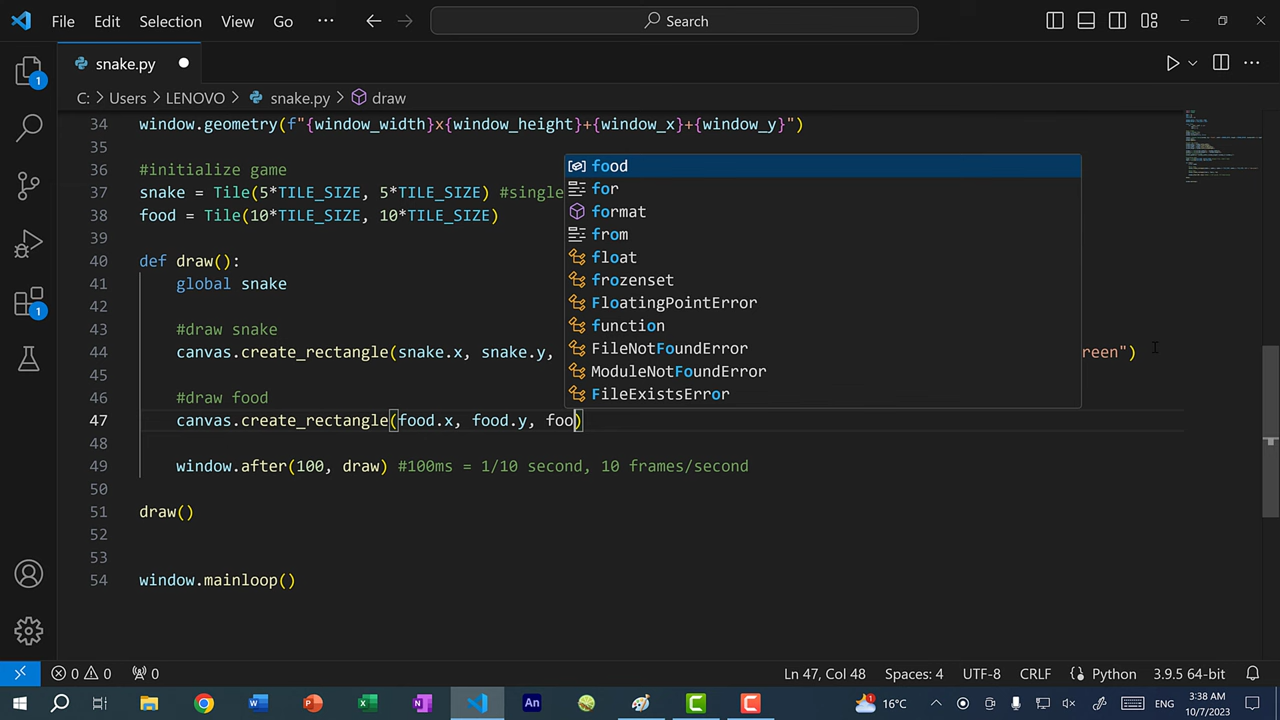 File Edit Selection View Go ··· Search
snake.py
C: > Users > LENOVO > snake.py > draw
34 window.geometry(f"{window_width}x{window_height}+{window_x}+{window_y}")
35
36 #initialize game
37 snake = Tile(5*TILE_SIZE, 5*TILE_SIZE) #single
38 food = Tile(10*TILE_SIZE, 10*TILE_SIZE)
39
40 def draw():
41 global snake
42
43 #draw snake
44 canvas.create_rectangle(snake.x, snake.y, reen")
45
46 #draw food
47 canvas.create_rectangle(food.x, food.y, foo)
48
49 window.after(100, draw) #100ms = 1/10 second, 10 frames/second
50
51 draw()
52
53
54 window.mainloop()
food
for
format
from
float
frozenset
FloatingPointError
function
FileNotFoundError
ModuleNotFoundError
FileExistsError
1
1
0 0 0 Ln 47, Col 48 Spaces: 4 UTF-8 CRLF Python 3.9.5 64-bit
An 1 16°C 3:38 AM
10/7/2023